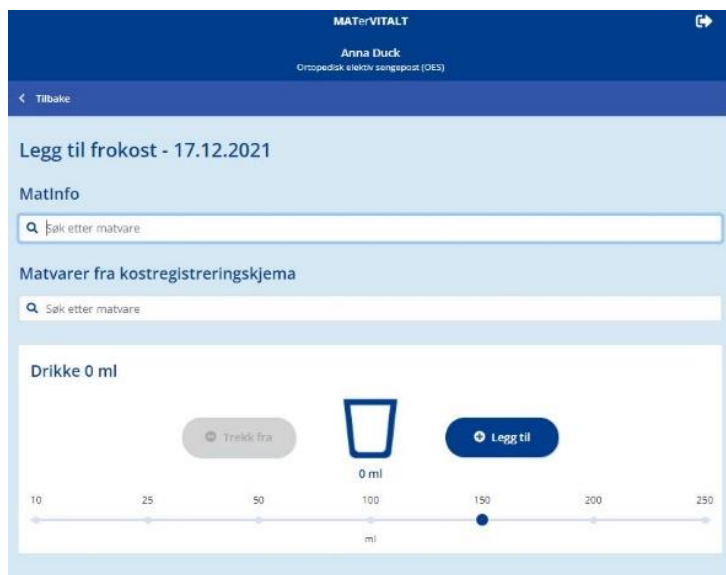 MATerVITALT
Anna Duck
Ortopedisk elektiv sengepost (OES)
Tilbake
Legg til frokost - 17.12.2021
MatInfo
Søk etter matvare
Matvarer fra kostregistreringskjema
Søk etter matvare
Drikke 0 ml
Trekk fra
Legg til
0 ml
10 25 50 100 150 200 250
ml